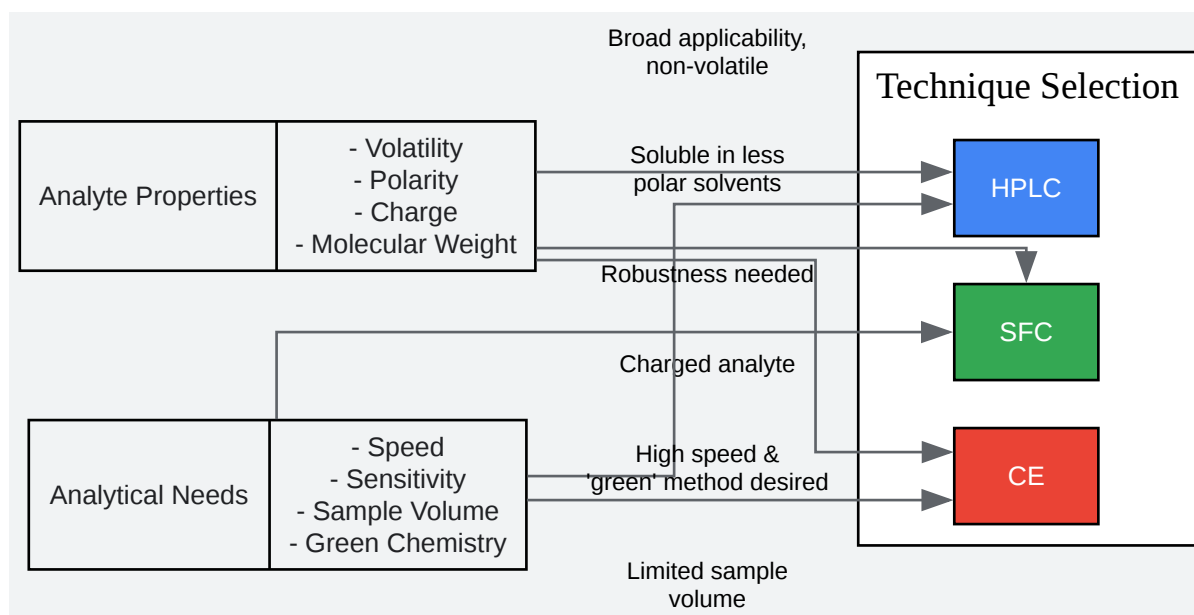 Broad applicability,
non-volatile
Technique Selection
Analyte Properties
- Volatility
- Polarity
- Charge
- Molecular Weight
Soluble in less
polar solvents
HPLC
Robustness needed
SFC
Charged analyte
Analytical Needs
- Speed
- Sensitivity
- Sample Volume
- Green Chemistry
High speed &
'green' method desired
CE
Limited sample
volume